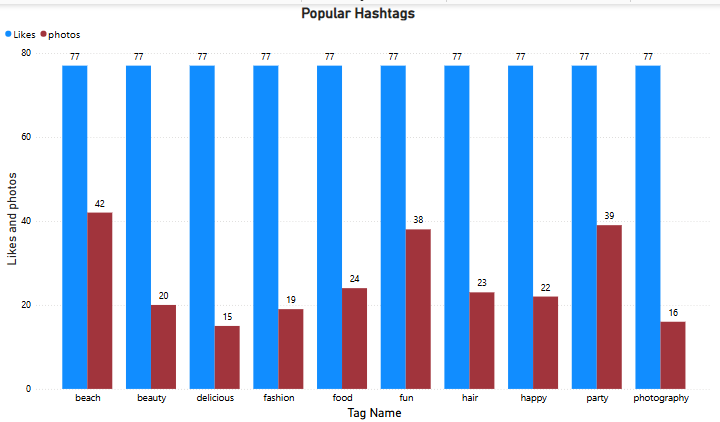 Popular Hashtags
Likes photos
80
60
40
20
0
Likes and photos
77 77 77 77 77 77 77 77 77 77
42 20 15 19 24 38 23 22 39 16
beach beauty delicious fashion food fun hair happy party photography
Tag Name